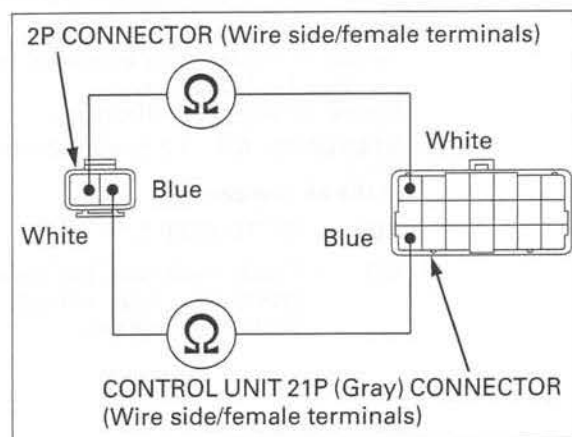 2P CONNECTOR (Wire side/female terminals)
Ω
White
Blue
White
Blue
Ω
CONTROL UNIT 21P (Gray) CONNECTOR
(Wire side/female terminals)